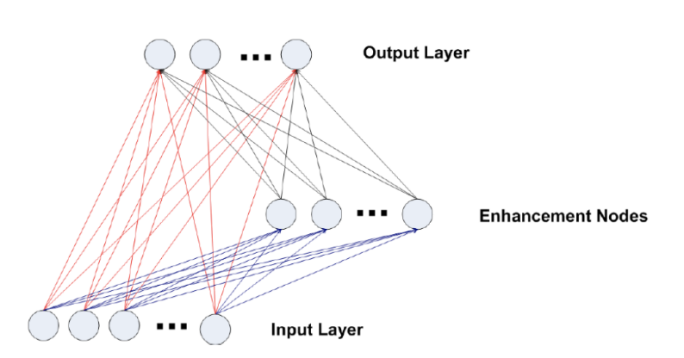 Output Layer
Enhancement Nodes
Input Layer